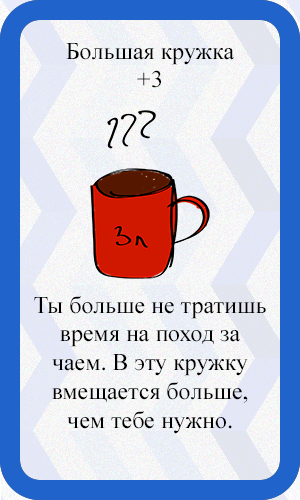 Большая кружка
+3
3л
Ты больше не тратишь
время на поход за
чаем. В эту кружку
вмещается больше,
чем тебе нужно.